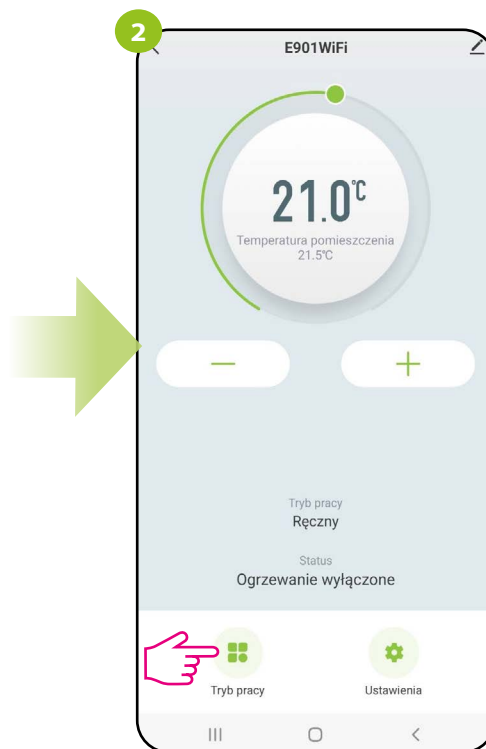 2
E901WiFi
21.0°C
Temperatura pomieszczenia
21.5°C
Tryb pracy
Ręczny
Status
Ogrzewanie wyłączone
Tryb pracy
Ustawienia